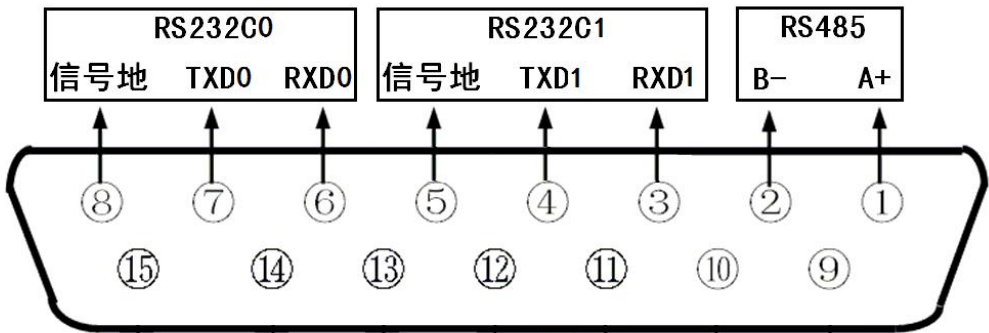 RS232C0 RS232C1 RS485
信号地 TXD0 RXD0 信号地 TXD1 RXD1 B- A+
⑧ ⑦ ⑥ ⑤ ④ ③ ② ①
⑮ ⑭ ⑬ ⑫ ⑪ ⑩ ⑨